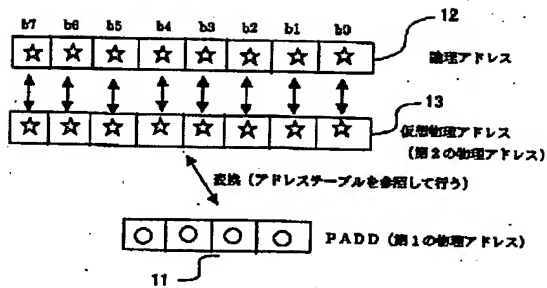 b7 b6 b5 b4 b3 b2 b1 b0
12
論理アドレス
☆ ☆ ☆ ☆ ☆ ☆ ☆ ☆
13
☆ ☆ ☆ ☆ ☆ ☆ ☆ ☆
仮想物理アドレス
(第2の物理アドレス)
変換(アドレステーブルを参照して行う)
○ ○ ○ ○
PADD(第1の物理アドレス)
11